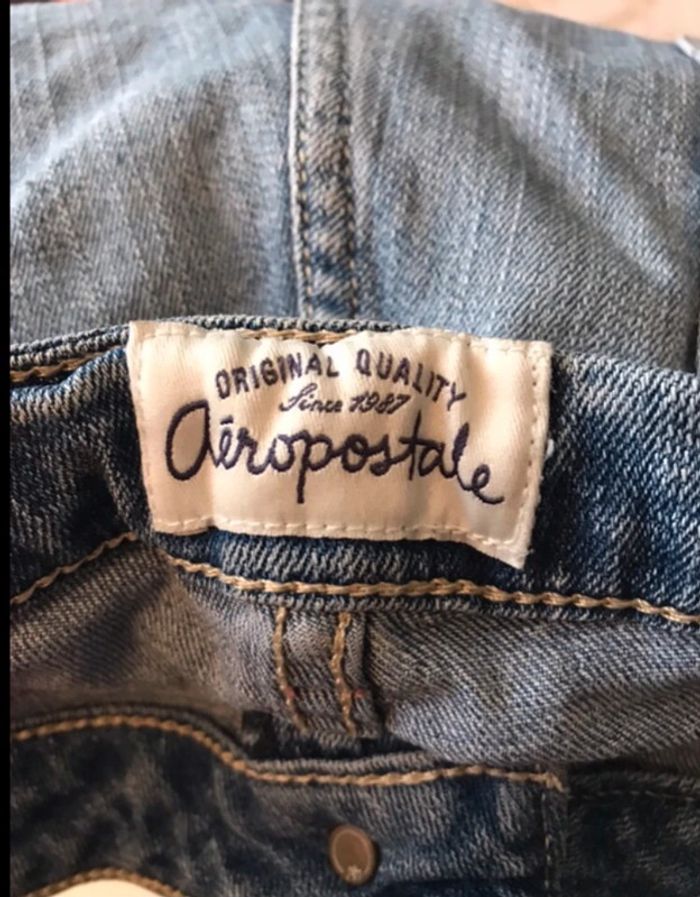 ORIGINAL QUALITY
Since 1987
Aéropostale